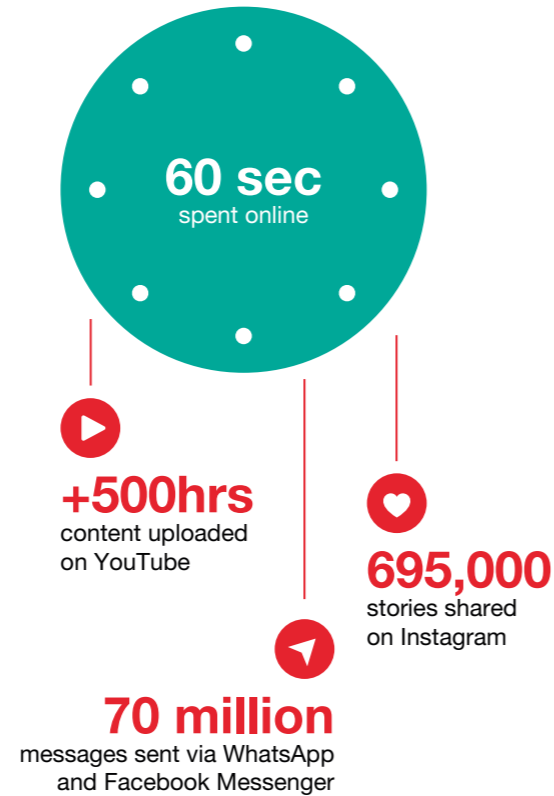 60 sec
spent online
+500hrs
content uploaded
on YouTube
695,000
stories shared
on Instagram
70 million
messages sent via WhatsApp
and Facebook Messenger